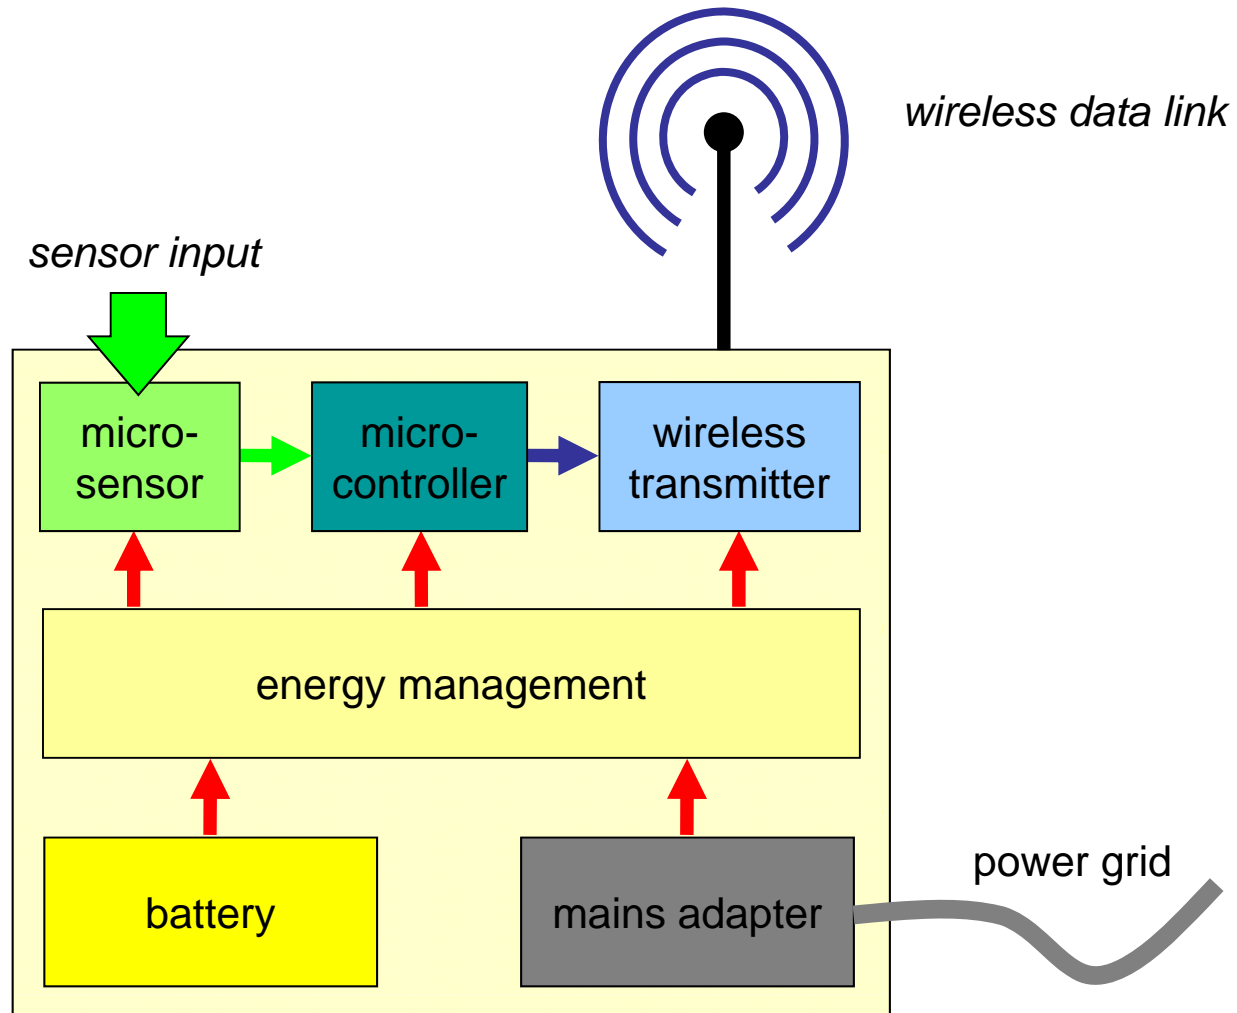 wireless data link
sensor input
micro-
sensor
micro-
controller
wireless
transmitter
energy management
battery
mains adapter
power grid